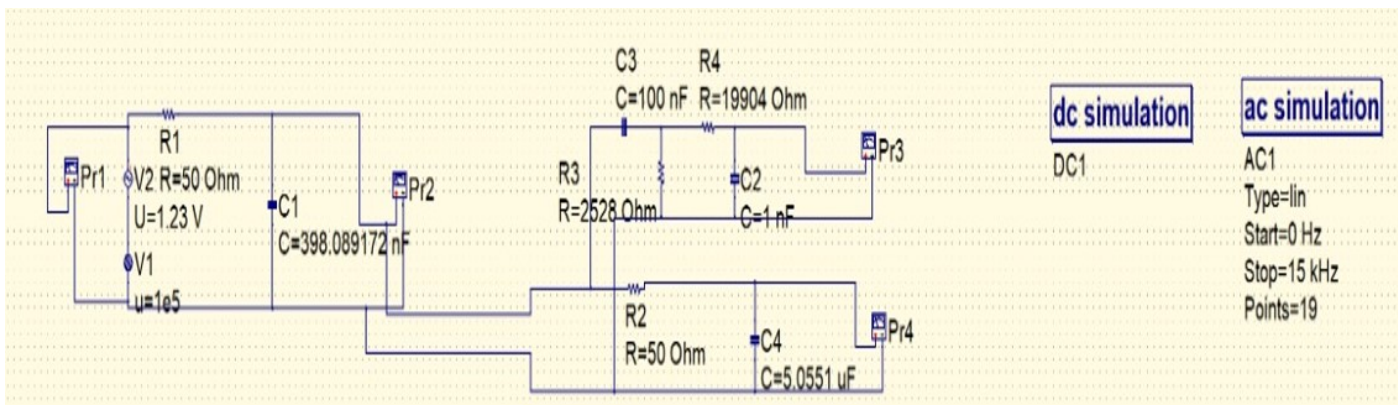 Pr1
R1
V2 R=50 Ohm
U=1.23 V
V1
u=1e5
C1
C=398.089172 nF
Pr2
C3
C=100 nF
R4
R=19904 Ohm
R3
R=2528 Ohm
C2
C=1 nF
Pr3
R2
R=50 Ohm
C4
C=5.0551 uF
Pr4
dc simulation
DC1
ac simulation
AC1
Type=lin
Start=0 Hz
Stop=15 kHz
Points=19